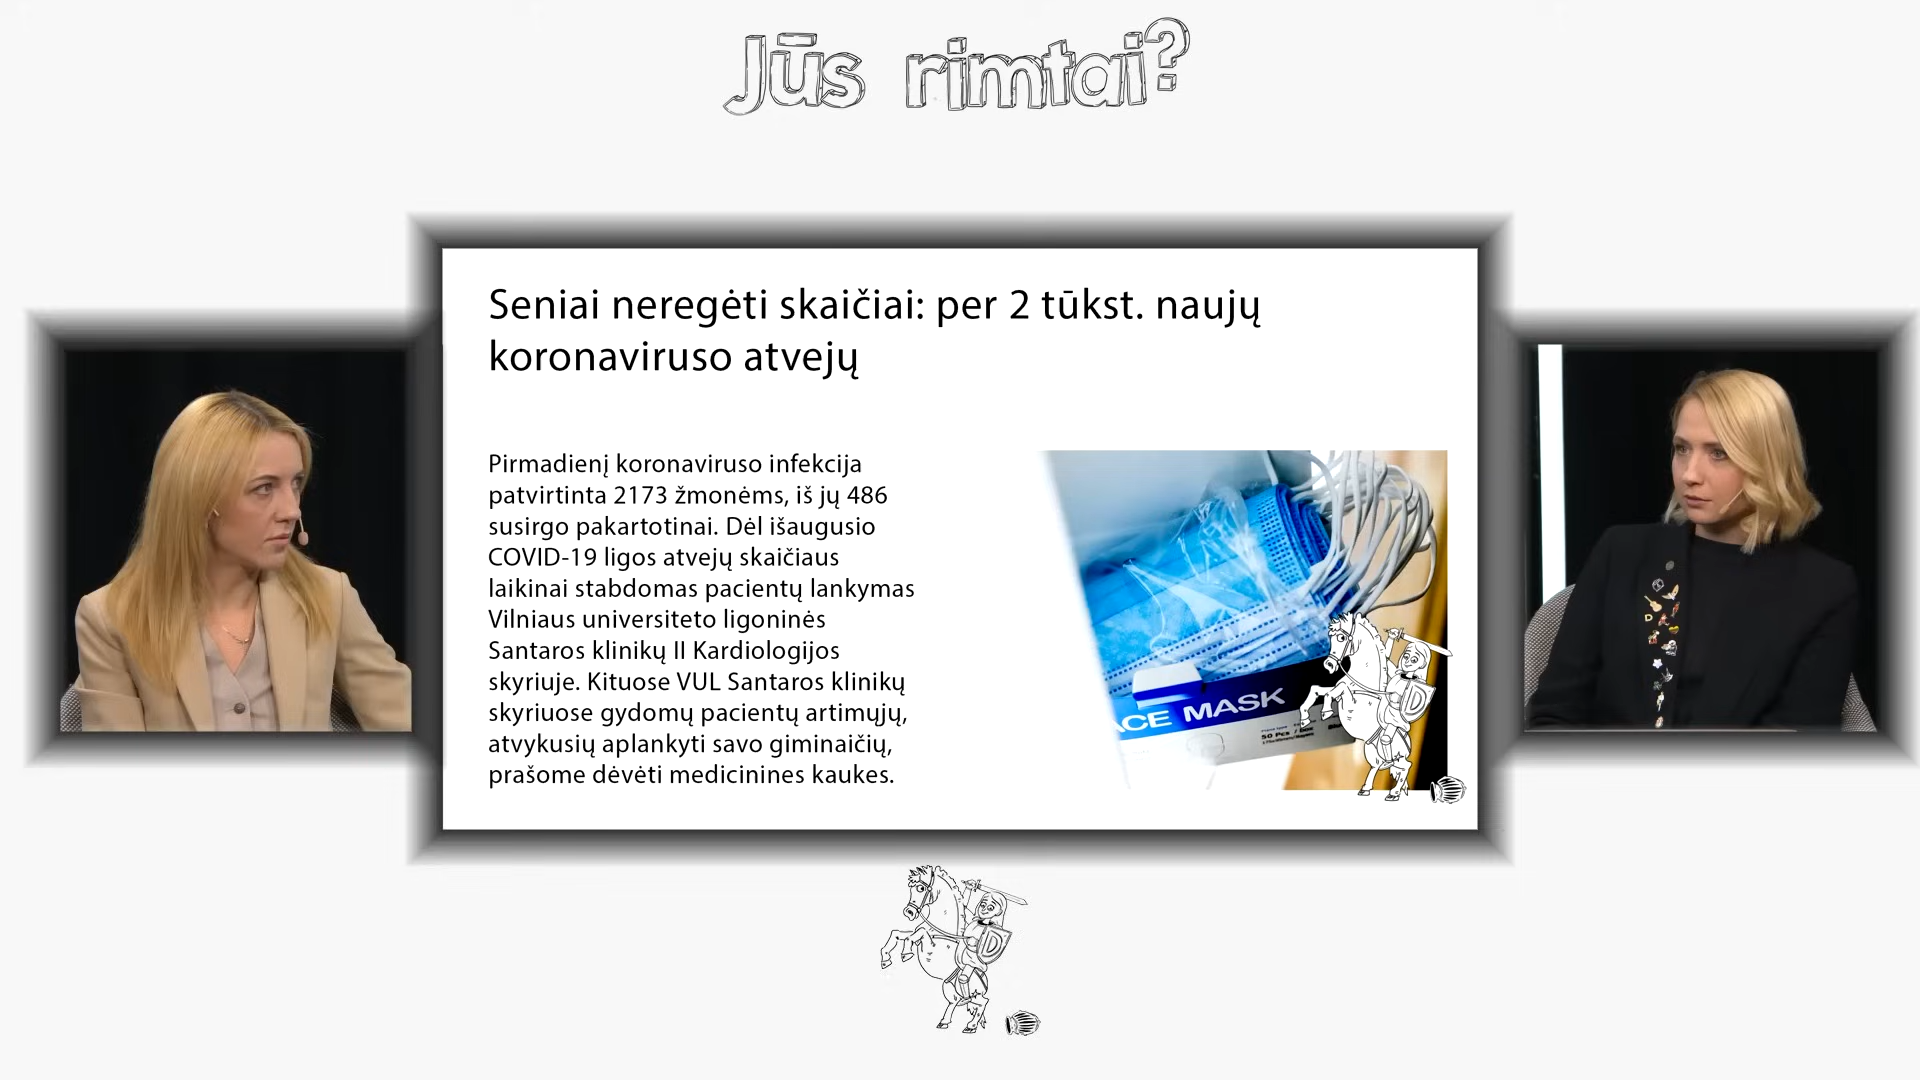 Jūs rimtai?
Seniai neregėti skaičiai: per 2 tūkst. naujų
koronaviruso atvejų
Pirmadienį koronaviruso infekcija
patvirtinta 2173 žmonėms, iš jų 486
susirgo pakartotinai. Dėl išaugusio
COVID-19 ligos atvejų skaičiaus
laikinai stabdomas pacientų lankymas
Vilniaus universiteto ligoninės
Santaros klinikų II Kardiologijos
skyriuje. Kituose VUL Santaros klinikų
skyriuose gydomų pacientų artimųjų,
atvykusių aplankyti savo giminaičių,
prašome dėvėti medicinines kaukes.
ACE MASK
50 Pcs / box
D
D